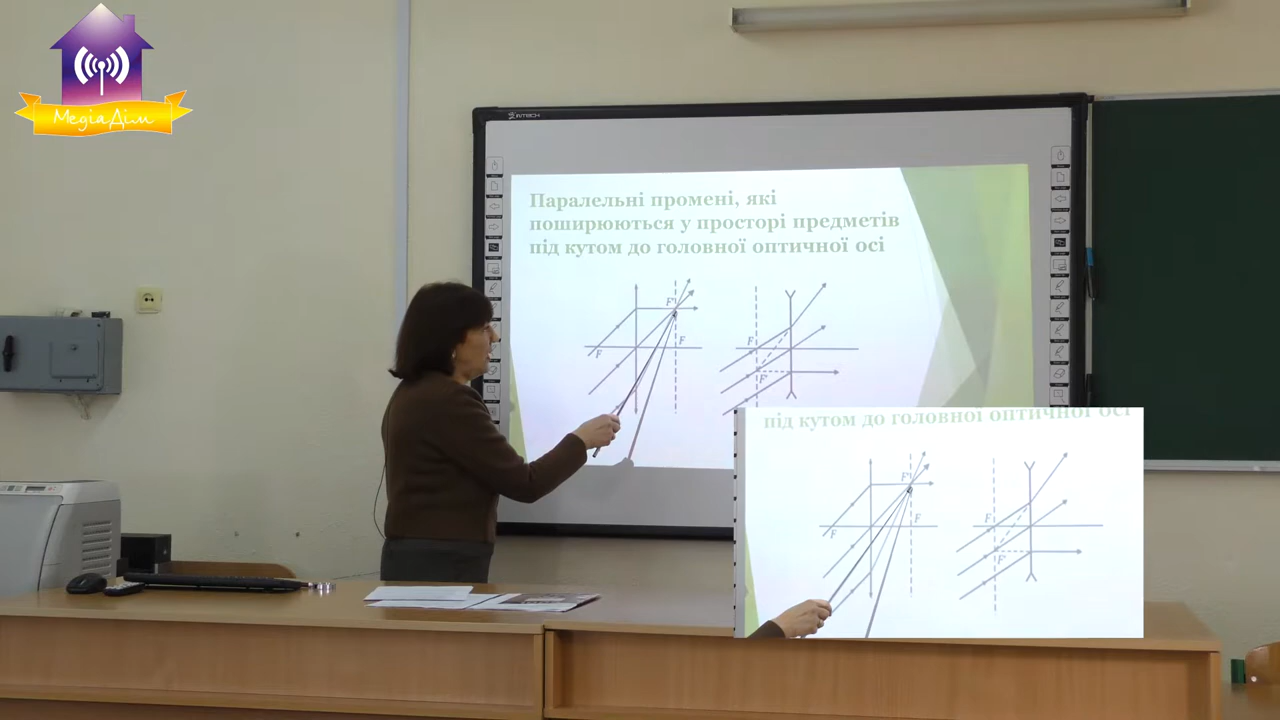 МедіаДім
INTECH
Паралельні промені, які
поширюються у просторі предметів
під кутом до головної оптичної осі
F'
F
F
F
F'
під кутом до головної оптичної осі
F'
F
F
F
F'